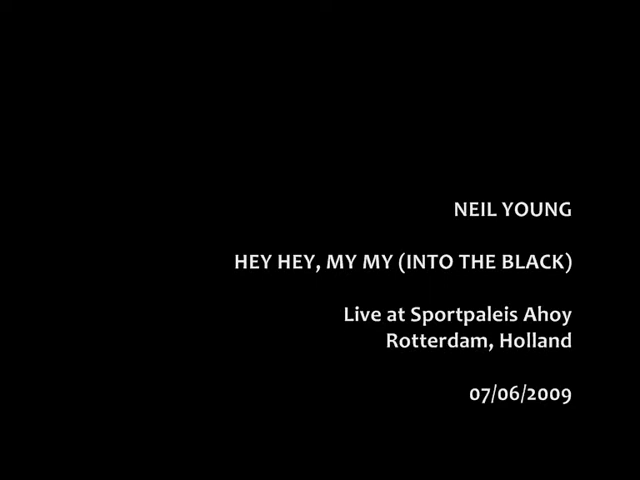 NEIL YOUNG
HEY HEY, MY MY (INTO THE BLACK)
Live at Sportpaleis Ahoy
Rotterdam, Holland
07/06/2009